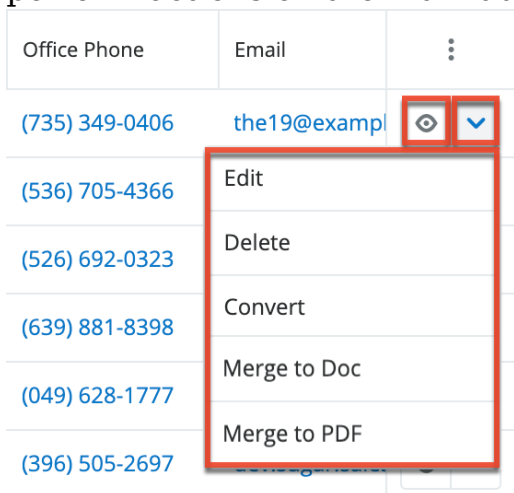 Office Phone Email
(735) 349-0406 the19@exampl
(536) 705-4366 Edit
Delete
(526) 692-0323
Convert
(639) 881-8398
Merge to Doc
(049) 628-1777
Merge to PDF
(396) 505-2697